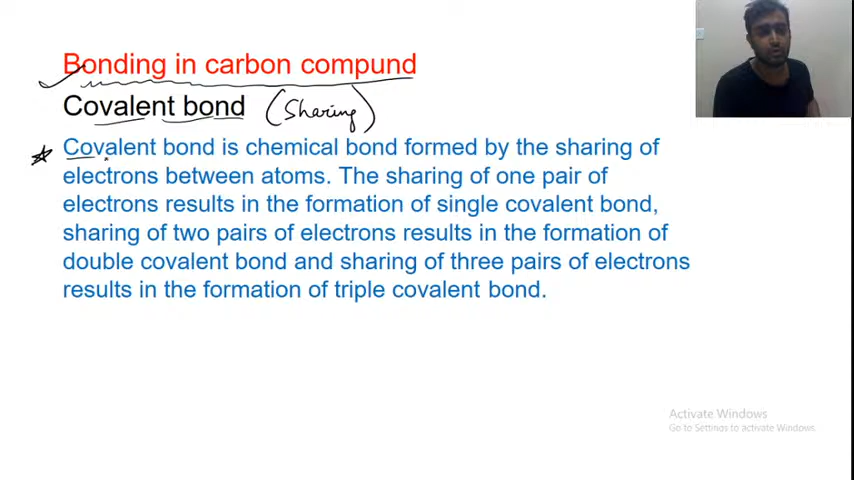 Bonding in carbon compund
Covalent bond (Sharing)
Covalent bond is chemical bond formed by the sharing of
electrons between atoms. The sharing of one pair of
electrons results in the formation of single covalent bond,
sharing of two pairs of electrons results in the formation of
double covalent bond and sharing of three pairs of electrons
results in the formation of triple covalent bond.
Activate Windows
Go to Settings to activate Windows.